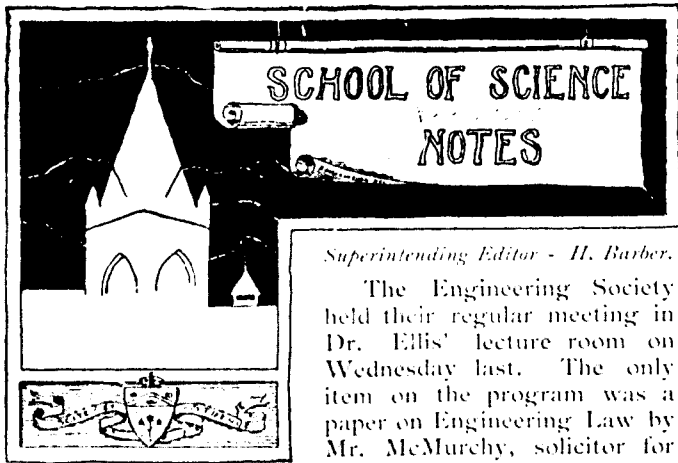 SCHOOL OF SCIENCE
NOTES
Superintending Editor - H. Barber.
The Engineering Society
held their regular meeting in
Dr. Ellis' lecture room on
Wednesday last. The only
item on the program was a
paper on Engineering Law by
Mr. McMurchy, solicitor for